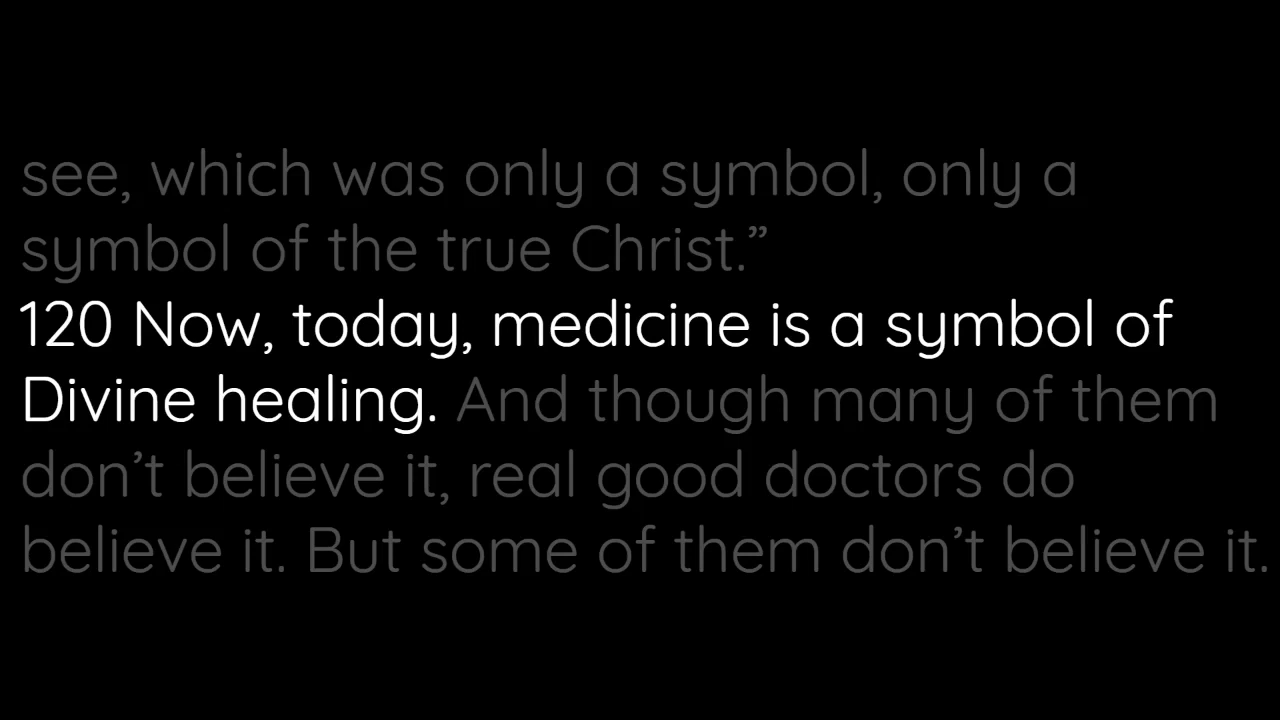 see, which was only a symbol, only a
symbol of the true Christ.”
120 Now, today, medicine is a symbol of
Divine healing. And though many of them
don’t believe it, real good doctors do
believe it. But some of them don’t believe it.